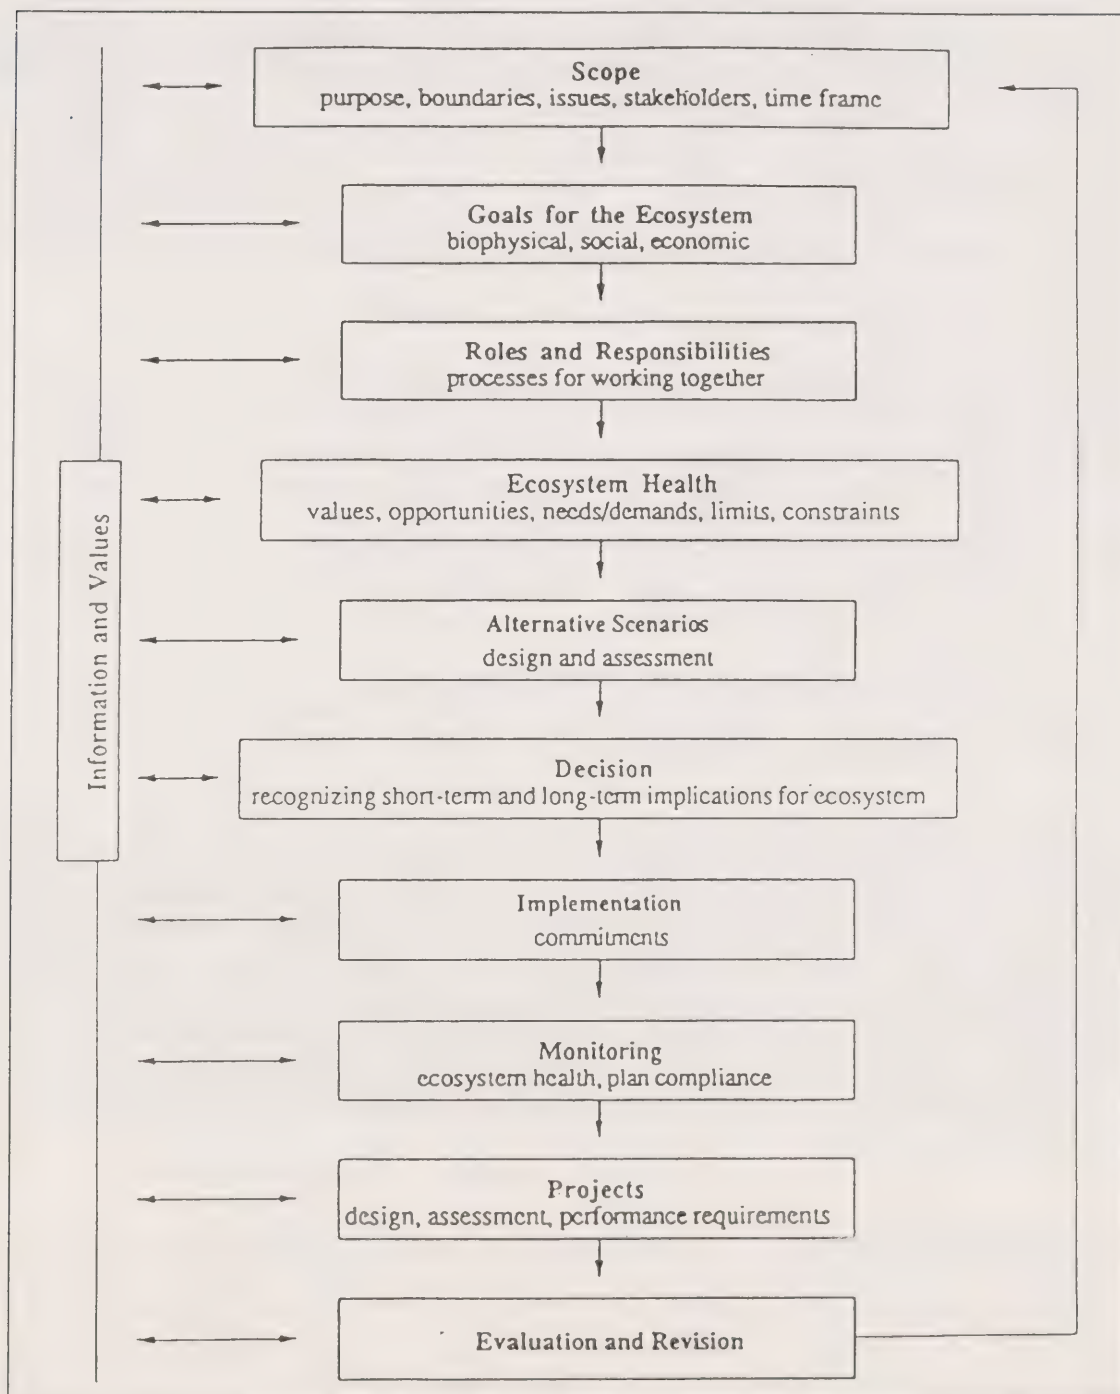 Scope
purpose, boundaries, issues, stakeholders, time frame
Goals for the Ecosystem
biophysical, social, economic
Roles and Responsibilities
processes for working together
Ecosystem Health
values, opportunities, needs/demands, limits, constraints
Information and Values
Alternative Scenarios
design and assessment
Decision
recognizing short-term and long-term implications for ecosystem
Implementation
commitments
Monitoring
ecosystem health, plan compliance
Projects
design, assessment, performance requirements
Evaluation and Revision